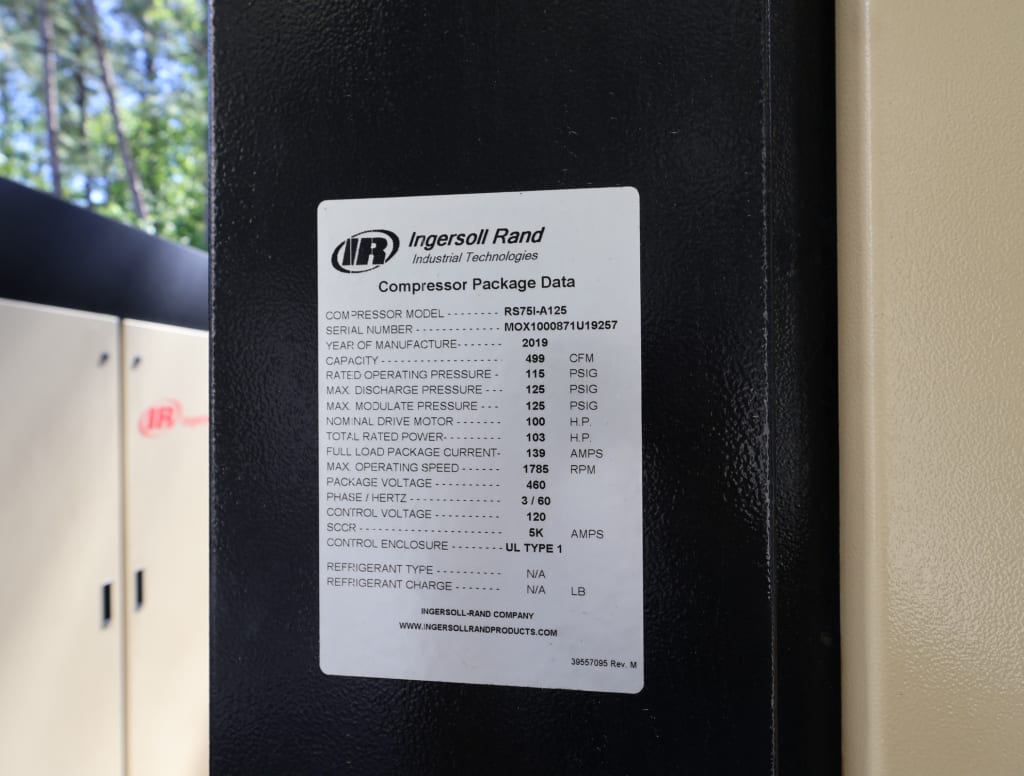 IR Ingersoll Rand
Industrial Technologies
Compressor Package Data
COMPRESSOR MODEL - - - - - - - - RS75I-A125
SERIAL NUMBER - - - - - - - - - - - - - MOX1000871U19257
YEAR OF MANUFACTURE- - - - - - - 2019
CAPACITY - - - - - - - - - - - - - - - - - - 499 CFM
RATED OPERATING PRESSURE - 115 PSIG
MAX. DISCHARGE PRESSURE - - - 125 PSIG
MAX. MODULATE PRESSURE - - - 125 PSIG
NOMINAL DRIVE MOTOR - - - - - - - 100 H.P.
TOTAL RATED POWER- - - - - - - - - 103 H.P.
FULL LOAD PACKAGE CURRENT- 139 AMPS
MAX. OPERATING SPEED - - - - - - 1785 RPM
PACKAGE VOLTAGE - - - - - - - - - - 460
PHASE / HERTZ - - - - - - - - - - - - - - 3 / 60
CONTROL VOLTAGE - - - - - - - - - - 120
SCCR - - - - - - - - - - - - - - - - - - - - - 5K AMPS
CONTROL ENCLOSURE - - - - - - - - UL TYPE 1
REFRIGERANT TYPE - - - - - - - - - - N/A
REFRIGERANT CHARGE - - - - - - - N/A LB
INGERSOLL-RAND COMPANY
WWW.INGERSOLLRANDPRODUCTS.COM
39557095 Rev. M
IR